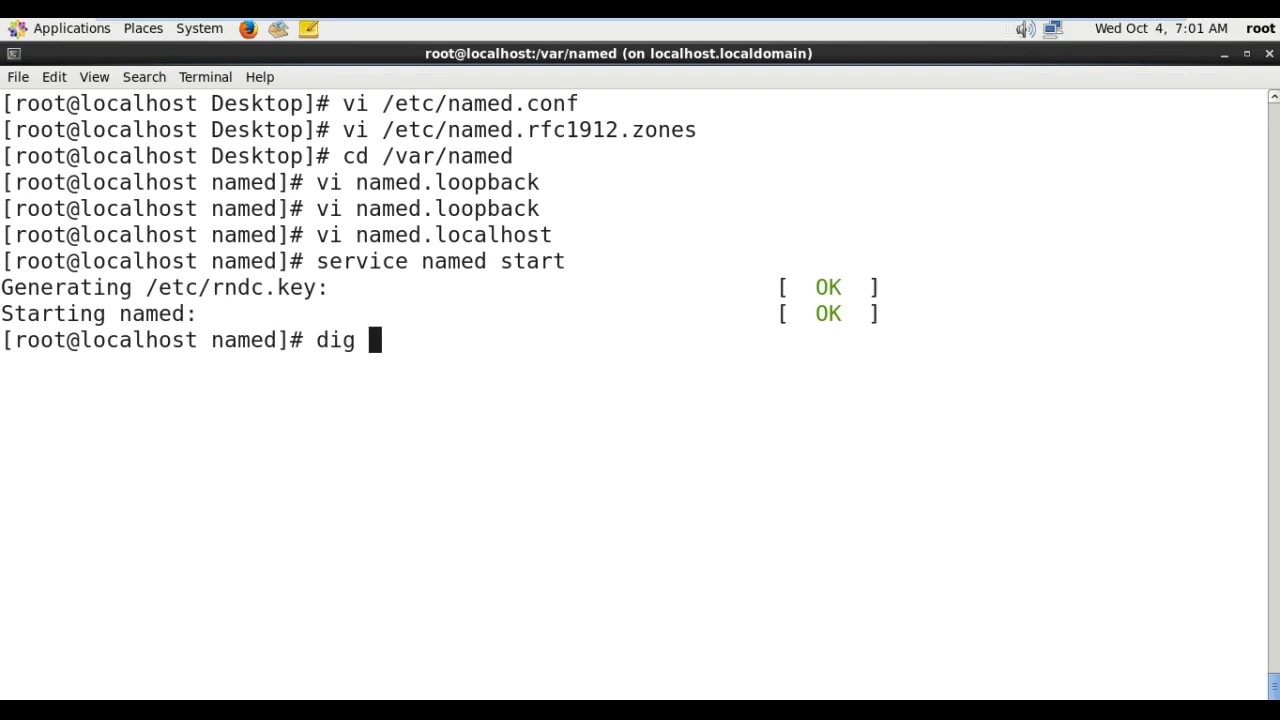 Applications Places System Wed Oct 4, 7:01 AM root
root@localhost:/var/named (on localhost.localdomain)
File Edit View Search Terminal Help
[root@localhost Desktop]# vi /etc/named.conf
[root@localhost Desktop]# vi /etc/named.rfc1912.zones
[root@localhost Desktop]# cd /var/named
[root@localhost named]# vi named.loopback
[root@localhost named]# vi named.loopback
[root@localhost named]# vi named.localhost
[root@localhost named]# service named start
Generating /etc/rndc.key: [ OK ]
Starting named: [ OK ]
[root@localhost named]# dig